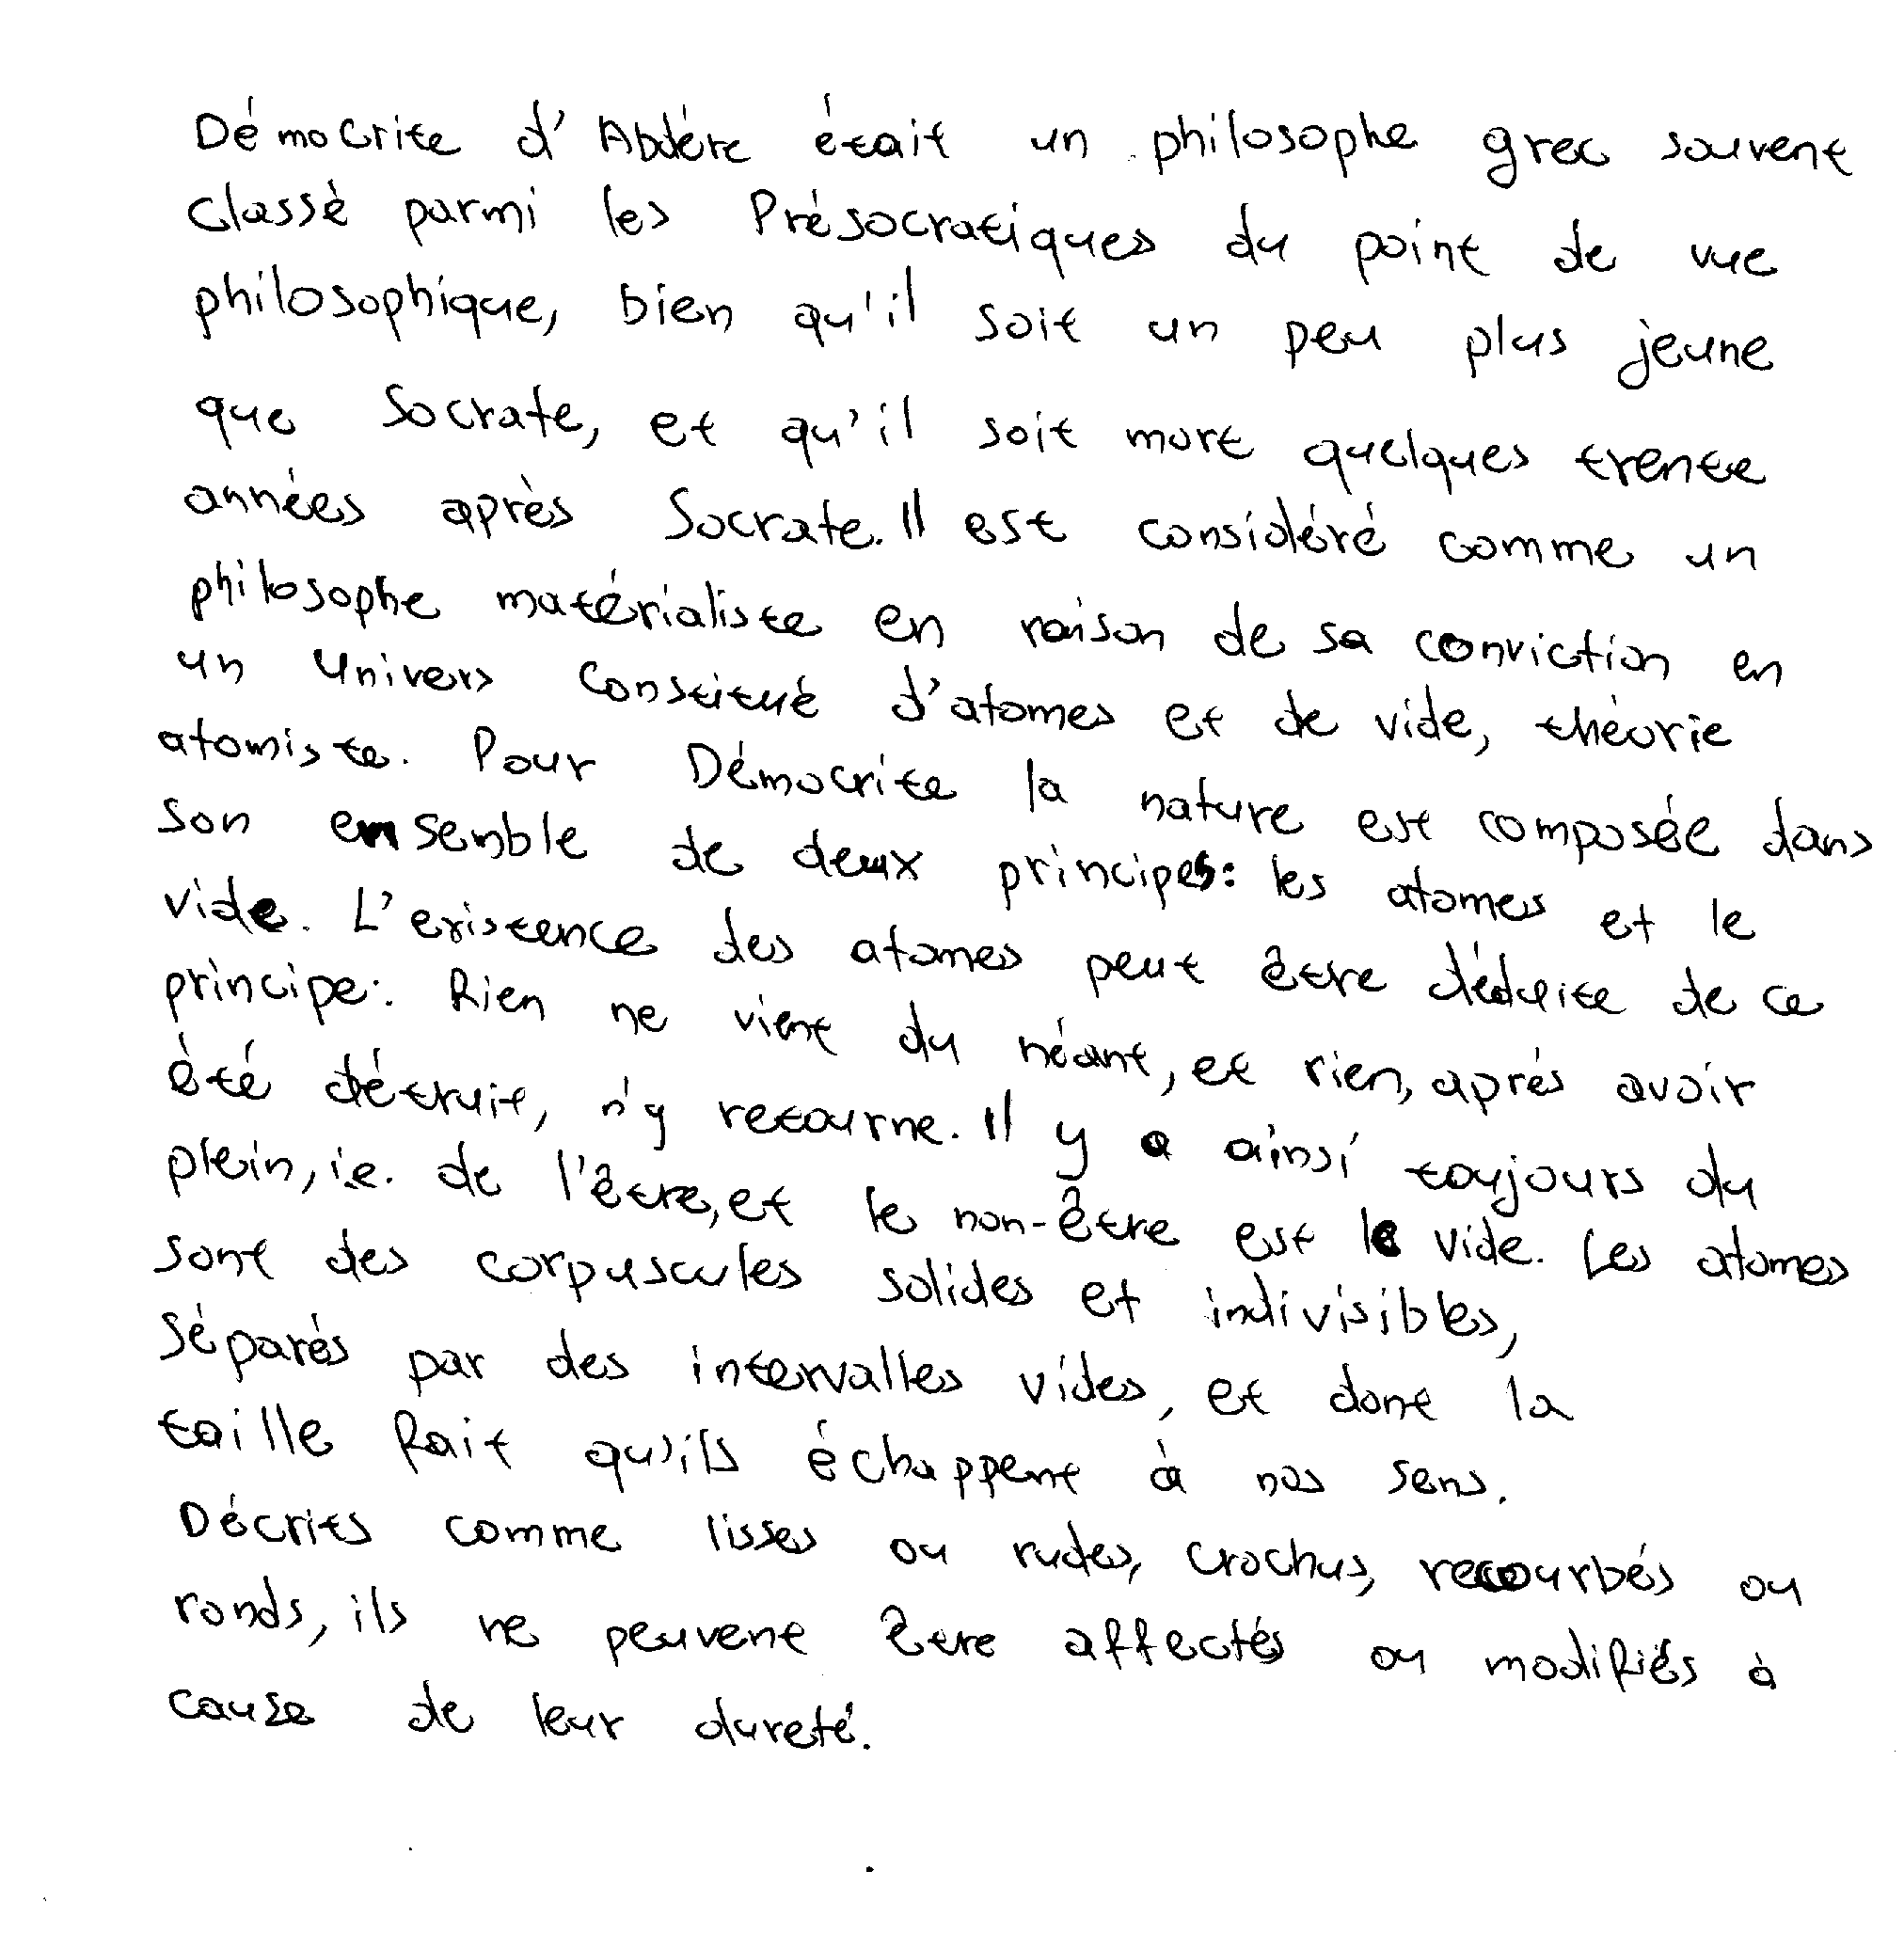 Démocrite d'Abdère était un philosophe grec souvent
classé parmi les Présocratiques du point de vue
philosophique, bien qu'il soit un peu plus jeune
que Socrate, et qu'il soit mort quelques trente
années après Socrate. Il est considéré comme un
philosophe matérialiste en raison de sa conviction en
un Univers constitué d'atomes et de vide, théorie
atomiste. Pour Démocrite la nature est composée dans
son ensemble de deux principes: les atomes et le
vide. L'existence des atomes peut être déduite de ce
principe: Rien ne vient du néant, et rien, après avoir
été détruit, n'y retourne. Il y a ainsi toujours du
plein, i.e. de l'être, et le non-être est le vide. Les atomes
sont des corpuscules solides et indivisibles,
séparés par des intervalles vides, et dont la
taille fait qu'ils échappent à nos sens.
Décrits comme lisses ou rudes, crochus, recourbés ou
ronds, ils ne peuvent être affectés ou modifiés à
cause de leur dureté.